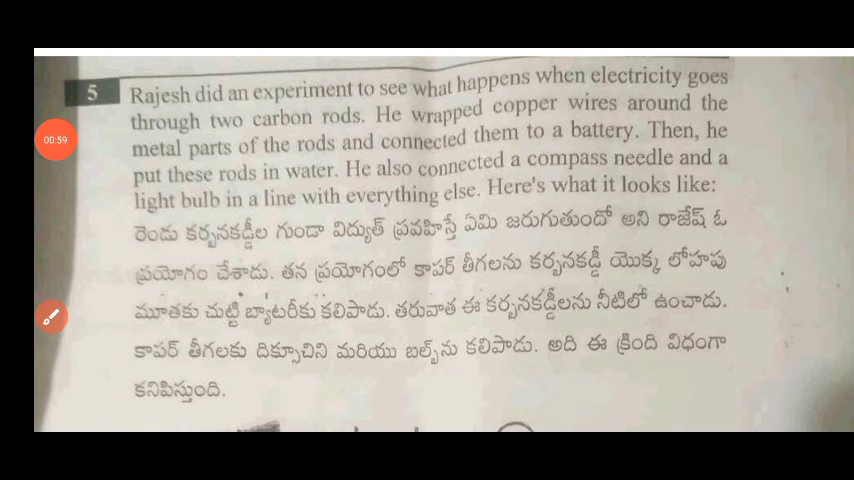 5
Rajesh did an experiment to see what happens when electricity goes
through two carbon rods. He wrapped copper wires around the
metal parts of the rods and connected them to a battery. Then, he
put these rods in water. He also connected a compass needle and a
light bulb in a line with everything else. Here's what it looks like:
రెండు కర్బనకడ్డీల గుండా విద్యుత్ ప్రవహిస్తే ఏమి జరుగుతుందో అని రాజేష్ ఓ
ప్రయోగం చేశాడు. తన ప్రయోగంలో కాపర్ తీగలను కర్బనకడ్డీ యొక్క లోహపు
మూతకు చుట్టి బ్యాటరీకు కలిపాడు. తరువాత ఈ కర్బనకడ్డీలను నీటిలో ఉంచాడు.
కాపర్ తీగలకు దిక్సూచిని మరియు బల్బ్‌ను కలిపాడు. అది ఈ క్రింది విధంగా
కనిపిస్తుంది.
00:59